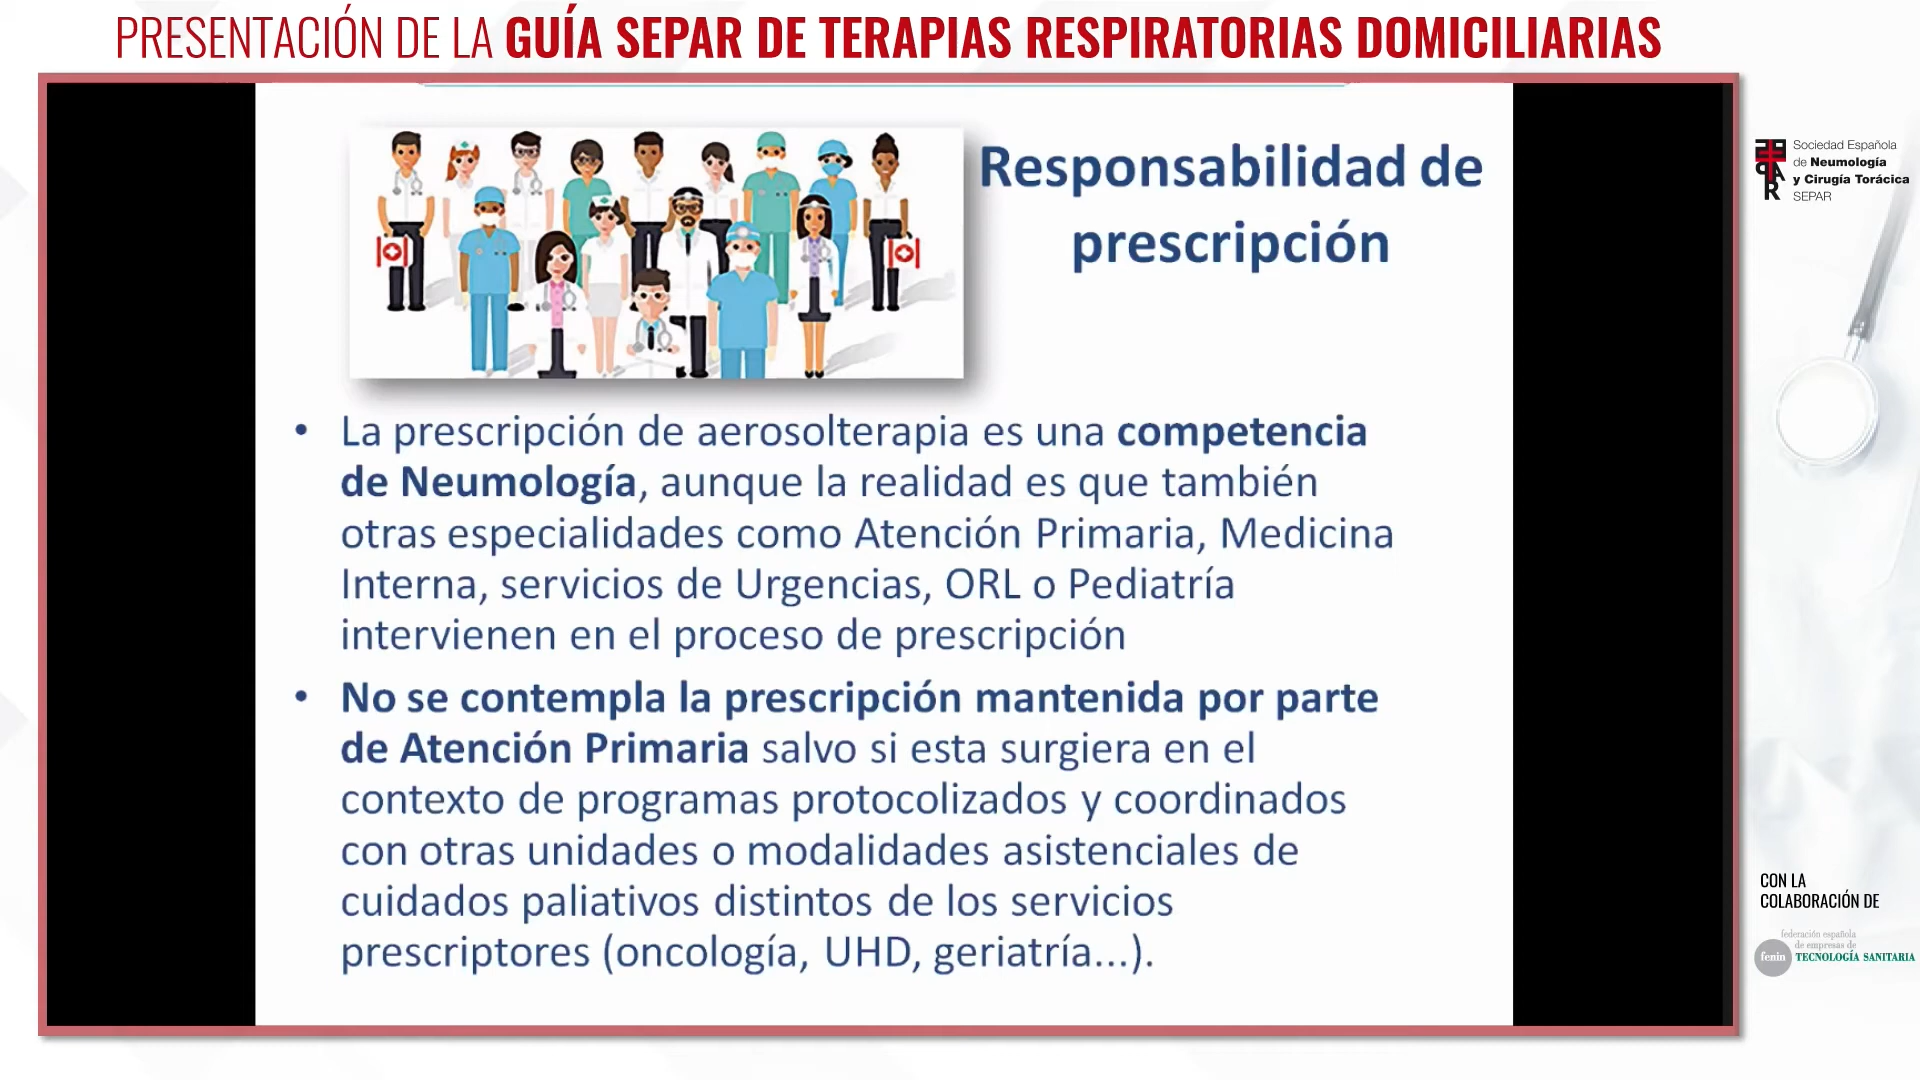 PRESENTACIÓN DE LA GUÍA SEPAR DE TERAPIAS RESPIRATORIAS DOMICILIARIAS
Responsabilidad de
prescripción
• La prescripción de aerosolterapia es una competencia
de Neumología, aunque la realidad es que también
otras especialidades como Atención Primaria, Medicina
Interna, servicios de Urgencias, ORL o Pediatría
intervienen en el proceso de prescripción
• No se contempla la prescripción mantenida por parte
de Atención Primaria salvo si esta surgiera en el
contexto de programas protocolizados y coordinados
con otras unidades o modalidades asistenciales de
cuidados paliativos distintos de los servicios
prescriptores (oncología, UHD, geriatría...).
SEPAR
Sociedad Española
de Neumología
y Cirugía Torácica
SEPAR
CON LA
COLABORACIÓN DE
federación española
de empresas de
fenin TECNOLOGÍA SANITARIA